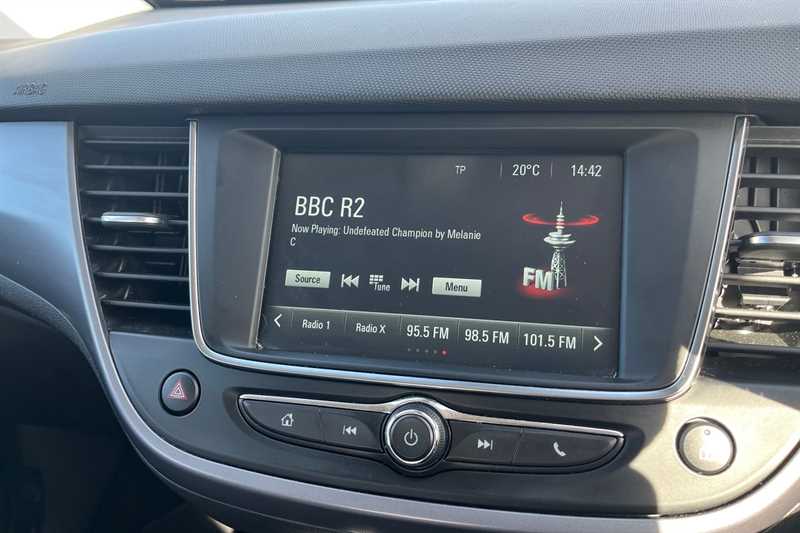 AIRBAG
TP 20°C 14:42
BBC R2
Now Playing: Undefeated Champion by Melanie
C
FM
Source Tune Menu
Radio 1 Radio X 95.5 FM 98.5 FM 101.5 FM